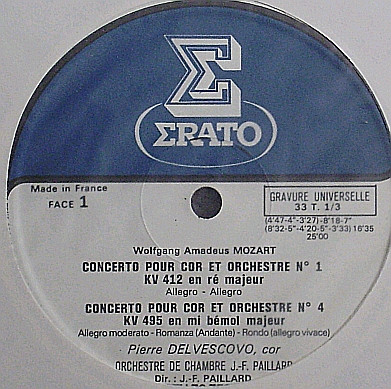 ERATO
Made in France
FACE 1
GRAVURE UNIVERSELLE
33 T. 1/3
(4'47-4"-3'27)-8'18-7"
(8'32-5"-4'20-5"-3'33) 16'35
25'00
Wolfgang Amadeus MOZART
CONCERTO POUR COR ET ORCHESTRE N° 1
KV 412 en ré majeur
Allegro - Allegro
CONCERTO POUR COR ET ORCHESTRE N° 4
KV 495 en mi bémol majeur
Allegro moderato - Romanza (Andante) - Rondo (allegro vivace)
Pierre DELVESCOVO, cor
ORCHESTRE DE CHAMBRE J.-F. PAILLARD
Dir. : J.-F. PAILLARD